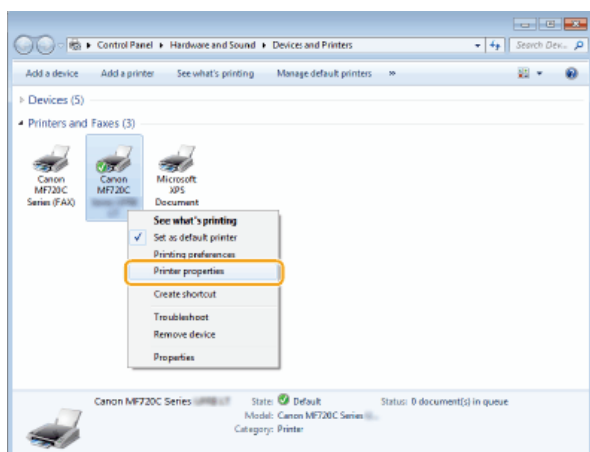 Control Panel ▸ Hardware and Sound ▸ Devices and Printers
Search Dev...
Add a device Add a printer See what's printing Manage default printers »
Devices (5)
Printers and Faxes (3)
Canon
MF720C
Series (FAX)
Canon
MF720C
Microsoft
XPS
Document
See what's printing
Set as default printer
Printing preferences
Printer properties
Create shortcut
Troubleshoot
Remove device
Properties
Canon MF720C Series
State: Default
Status: 0 document(s) in queue
Model: Canon MF720C Series
Category: Printer